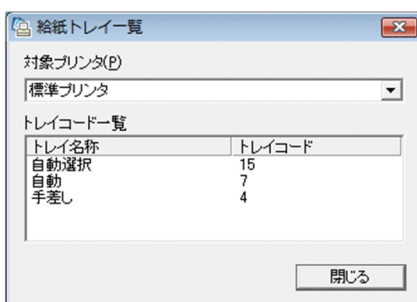 給紙トレイ一覧
対象プリンタ(P)
標準プリンタ
トレイコード一覧
トレイ名称 トレイコード
自動選択 15
自動 7
手差し 4
閉じる